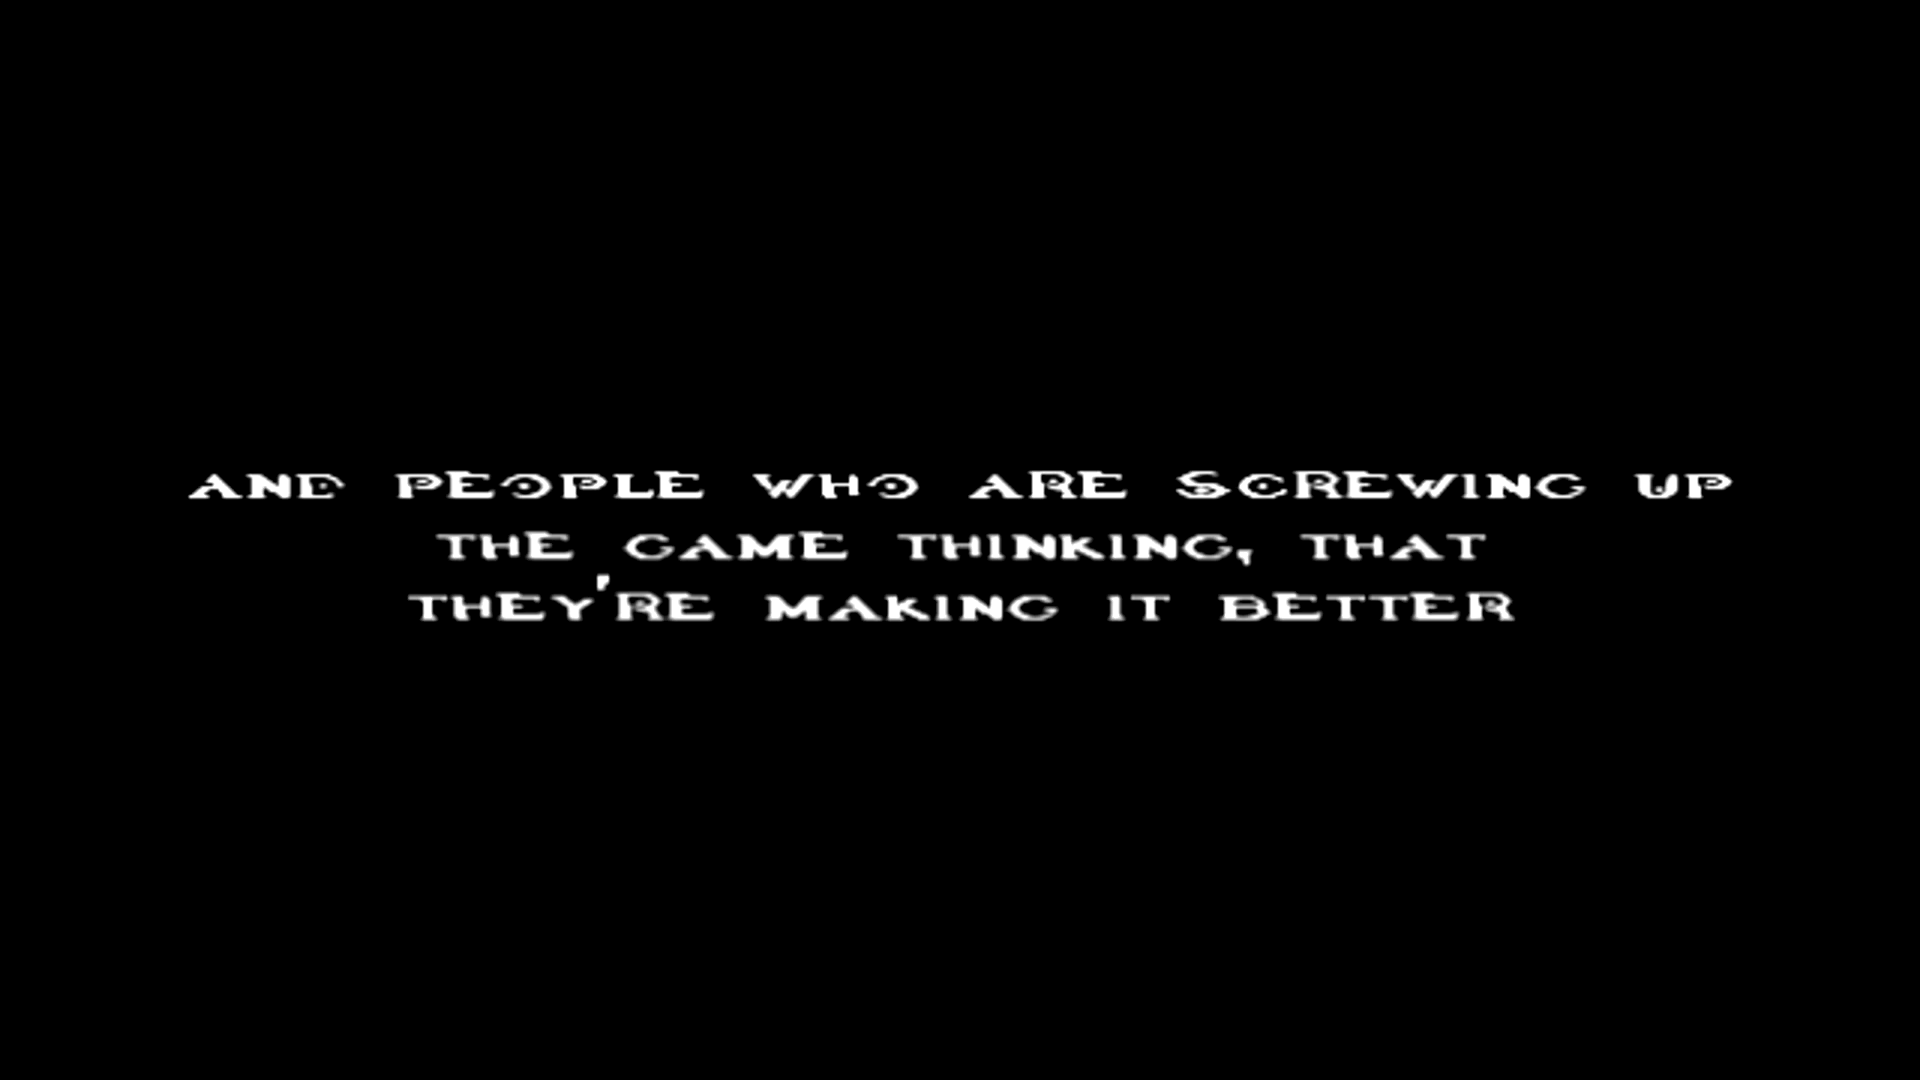 AND PEOPLE WHO ARE SCREWING UP
THE GAME THINKING, THAT
THEY'RE MAKING IT BETTER